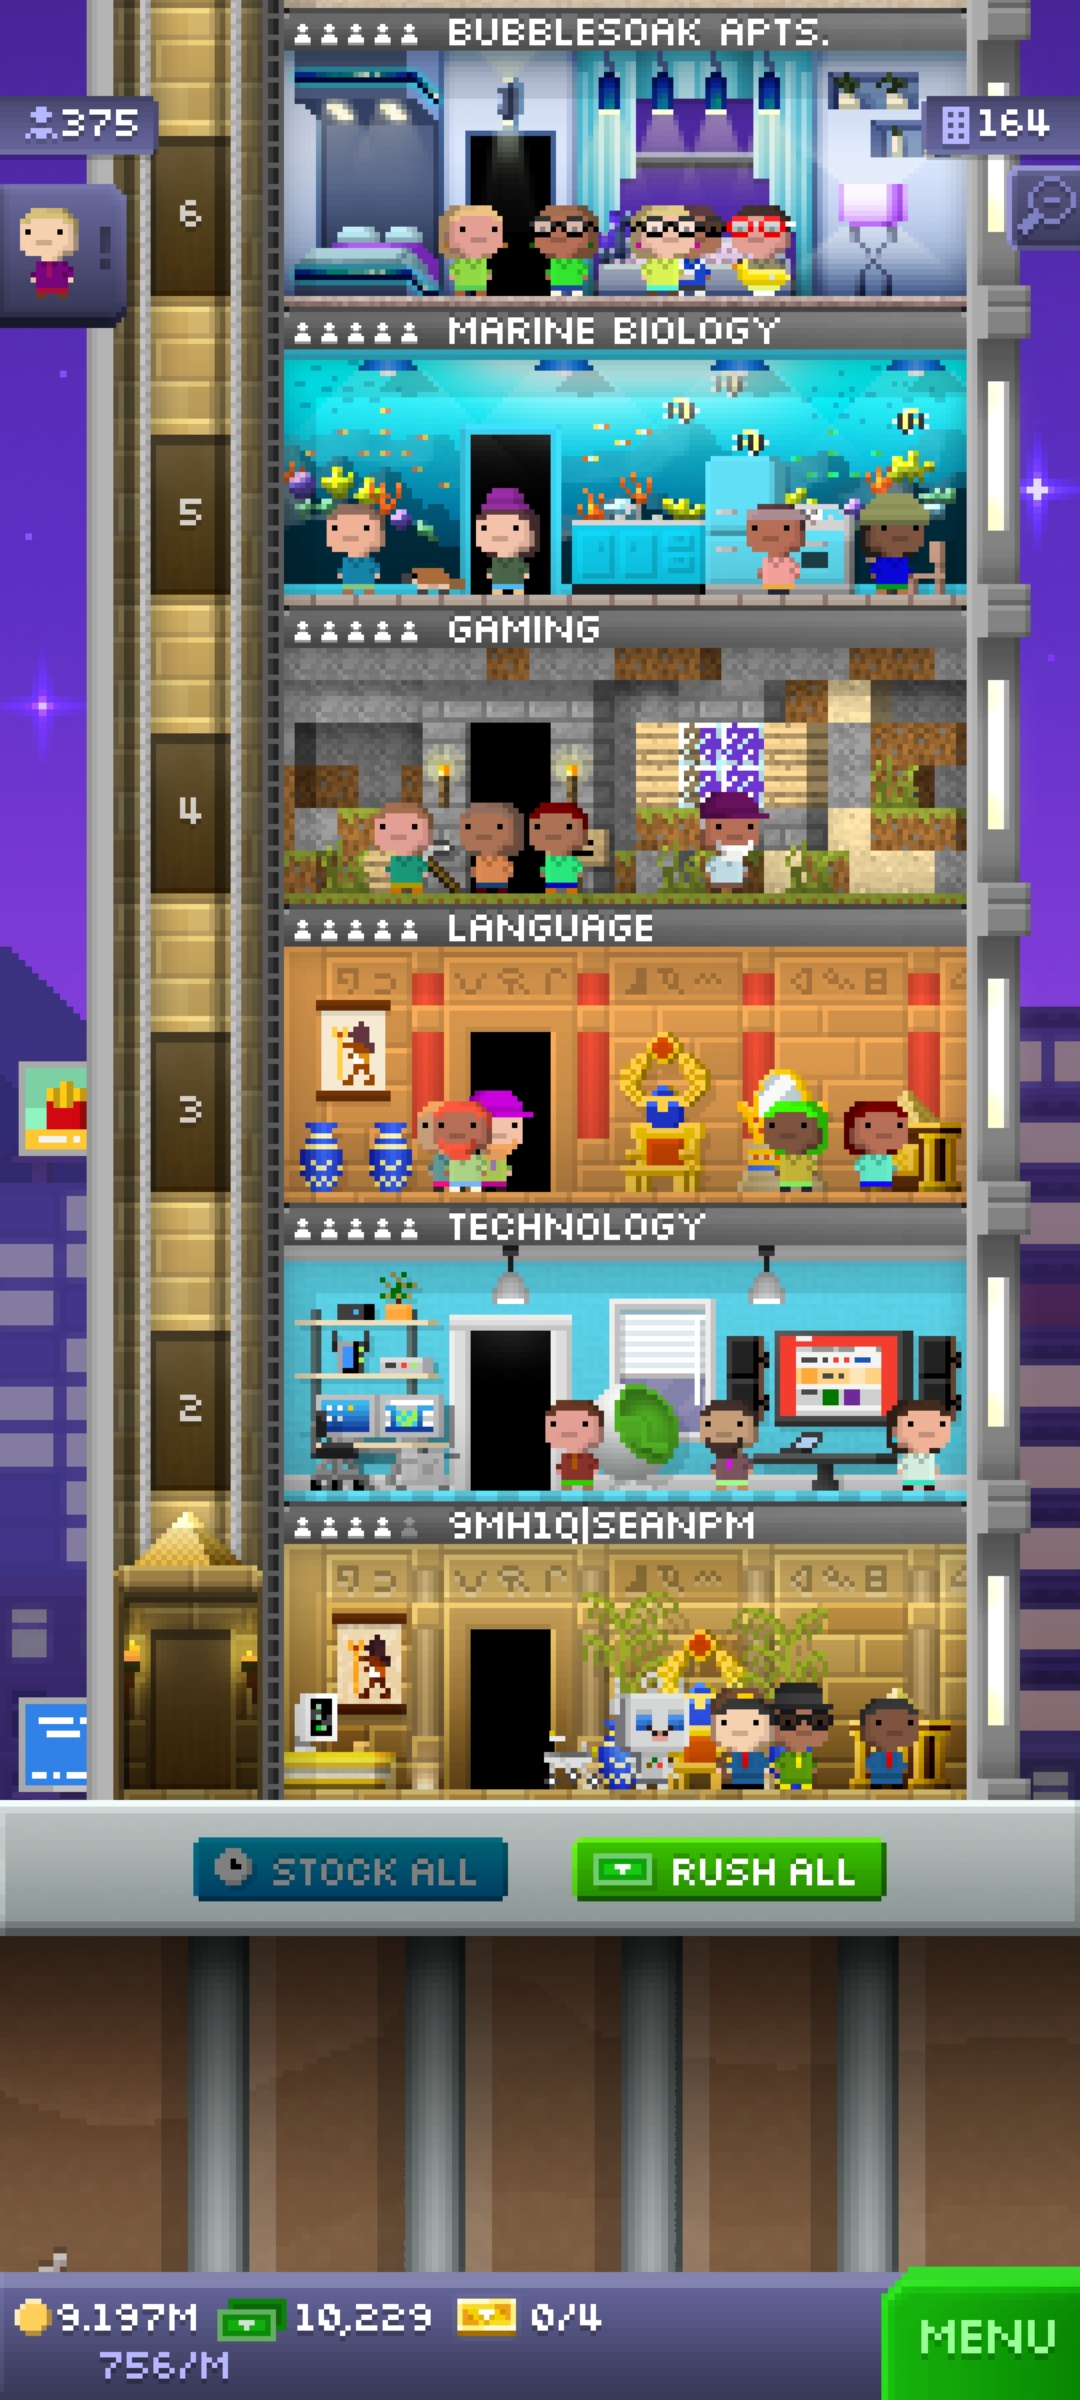 BUBBLESOAK APTS.
375
164
6
MARINE BIOLOGY
5
GAMING
4
LANGUAGE
3
TECHNOLOGY
2
9MH1Q|SEANPM
STOCK ALL
RUSH ALL
9.197M
10,229
0/4
MENU
756/M